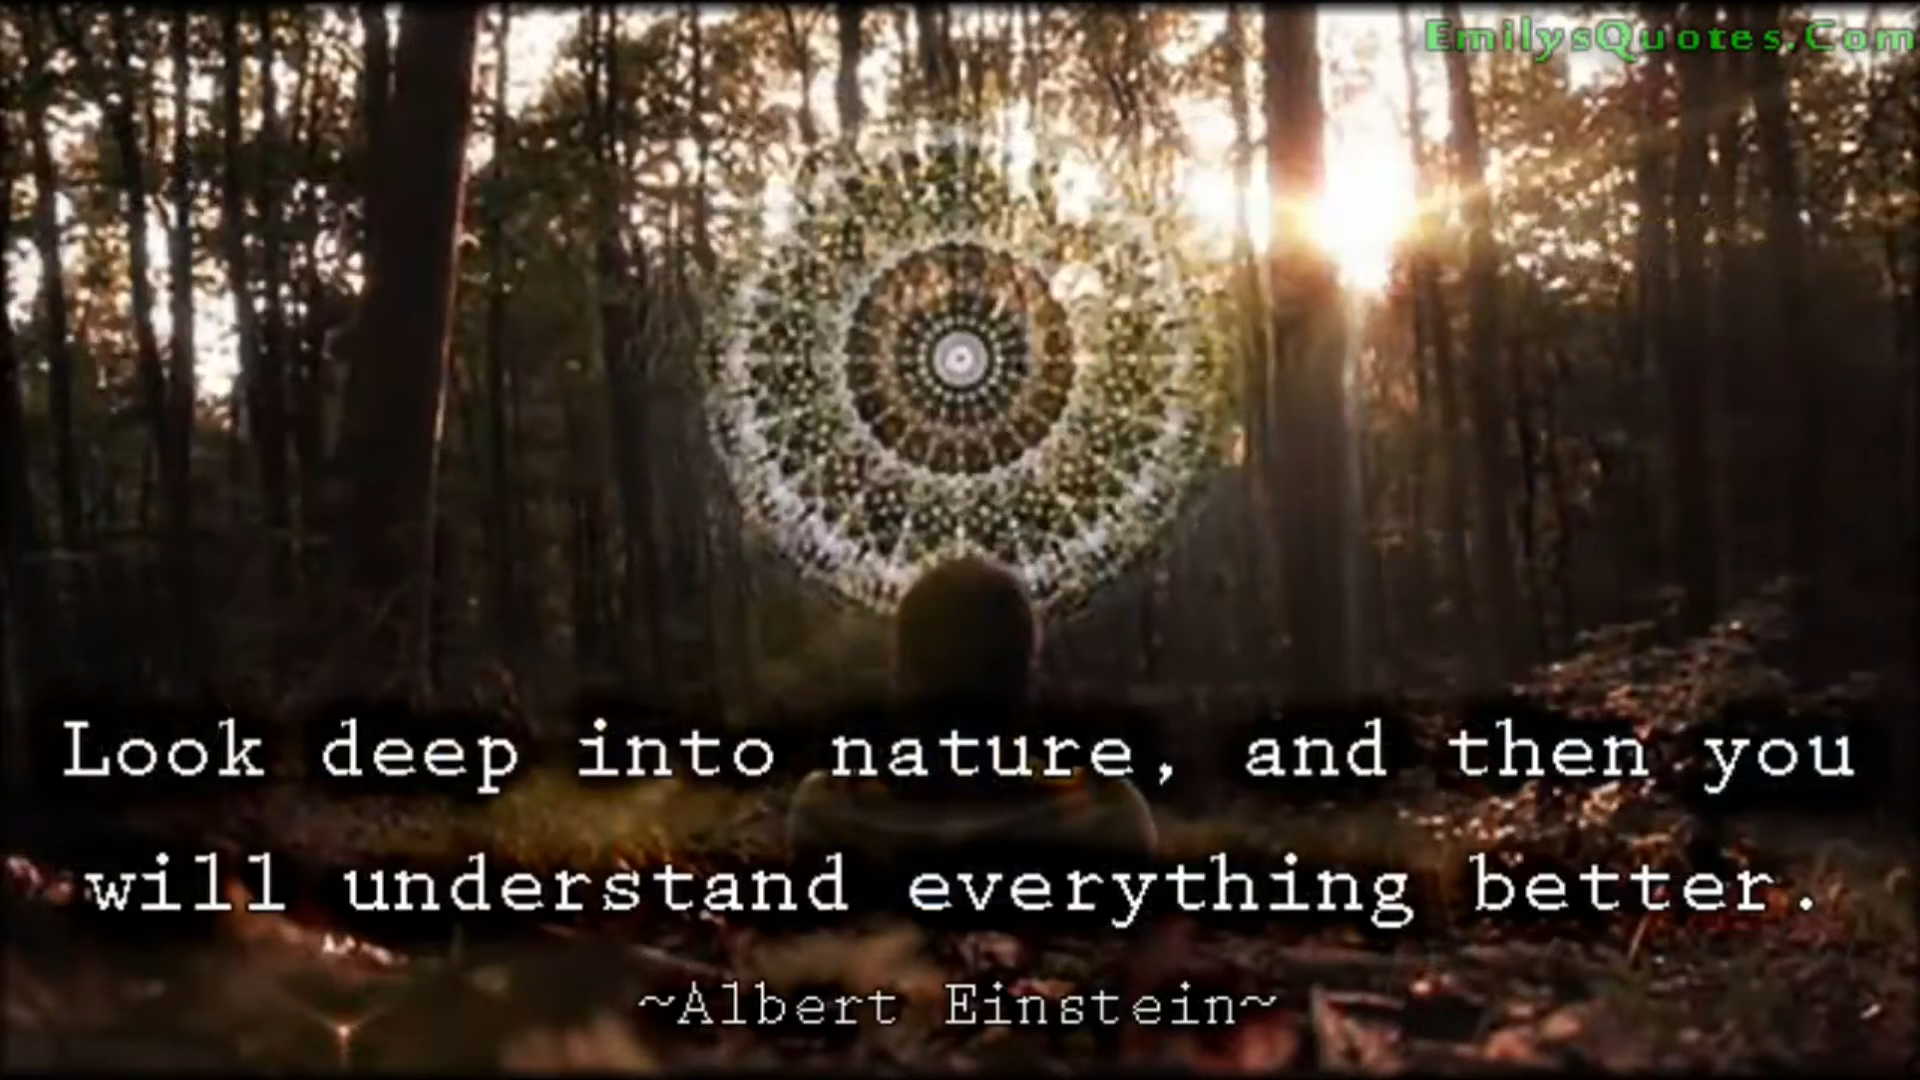 EmilysQuotes.Com
Look deep into nature, and then you
will understand everything better.
~Albert Einstein~